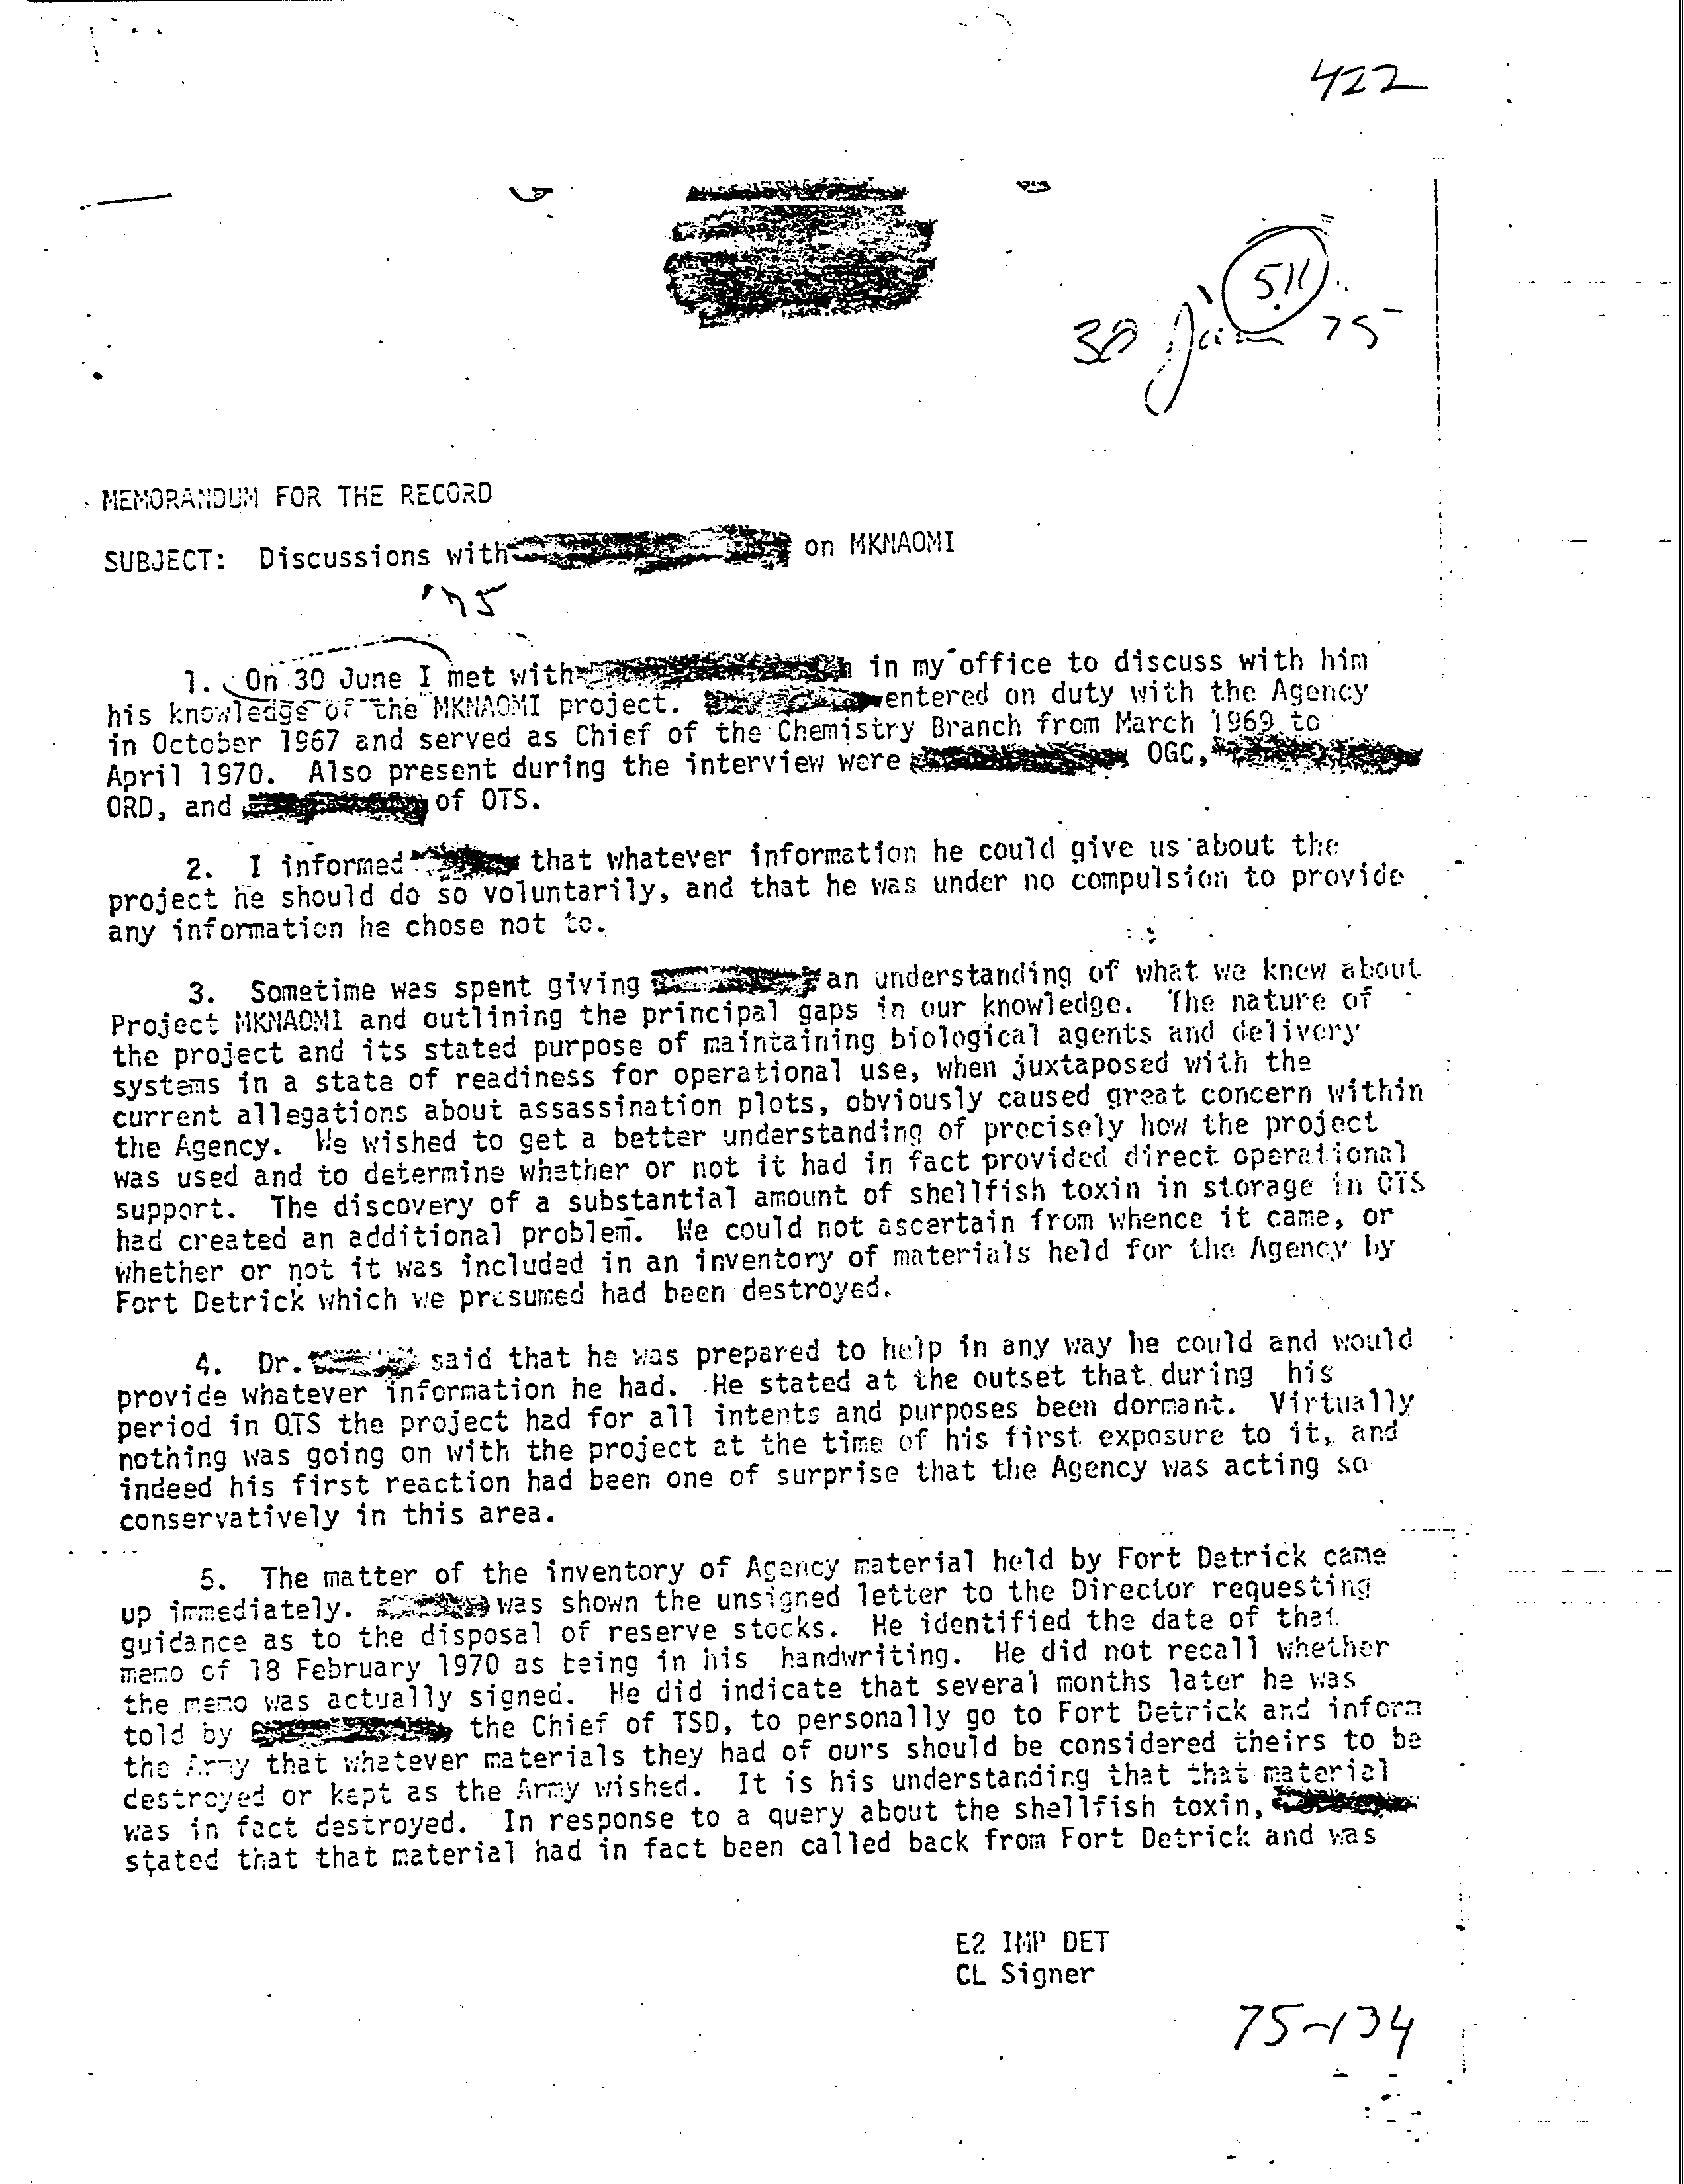 422
511
30 Jun 75
MEMORANDUM FOR THE RECORD
SUBJECT: Discussions with on MKNAOMI
'75
1. On 30 June I met with in my office to discuss with him
his knowledge of the MKNAOMI project. entered on duty with the Agency
in October 1967 and served as Chief of the Chemistry Branch from March 1969 to
April 1970. Also present during the interview were OGC,
ORD, and of OTS.
2. I informed that whatever information he could give us about the
project he should do so voluntarily, and that he was under no compulsion to provide
any information he chose not to.
3. Sometime was spent giving an understanding of what we knew about
Project MKNAOMI and outlining the principal gaps in our knowledge. The nature of
the project and its stated purpose of maintaining biological agents and delivery
systems in a state of readiness for operational use, when juxtaposed with the
current allegations about assassination plots, obviously caused great concern within
the Agency. We wished to get a better understanding of precisely how the project
was used and to determine whether or not it had in fact provided direct operational
support. The discovery of a substantial amount of shellfish toxin in storage in OTS
had created an additional problem. We could not ascertain from whence it came, or
whether or not it was included in an inventory of materials held for the Agency by
Fort Detrick which we presumed had been destroyed.
4. Dr. said that he was prepared to help in any way he could and would
provide whatever information he had. He stated at the outset that during his
period in OTS the project had for all intents and purposes been dormant. Virtually
nothing was going on with the project at the time of his first exposure to it, and
indeed his first reaction had been one of surprise that the Agency was acting so
conservatively in this area.
5. The matter of the inventory of Agency material held by Fort Detrick came
up immediately. was shown the unsigned letter to the Director requesting
guidance as to the disposal of reserve stocks. He identified the date of that
memo of 18 February 1970 as being in his handwriting. He did not recall whether
the memo was actually signed. He did indicate that several months later he was
told by the Chief of TSD, to personally go to Fort Detrick and inform
the Army that whatever materials they had of ours should be considered theirs to be
destroyed or kept as the Army wished. It is his understanding that that material
was in fact destroyed. In response to a query about the shellfish toxin,
stated that that material had in fact been called back from Fort Detrick and was
E2 IMP DET
CL Signer
75-134